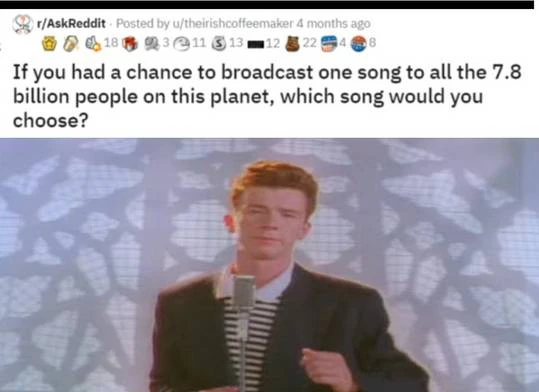 r/AskReddit · Posted by u/theirishcoffeemaker 4 months ago
18 3 11 S 13 12 22 4 8
If you had a chance to broadcast one song to all the 7.8
billion people on this planet, which song would you
choose?